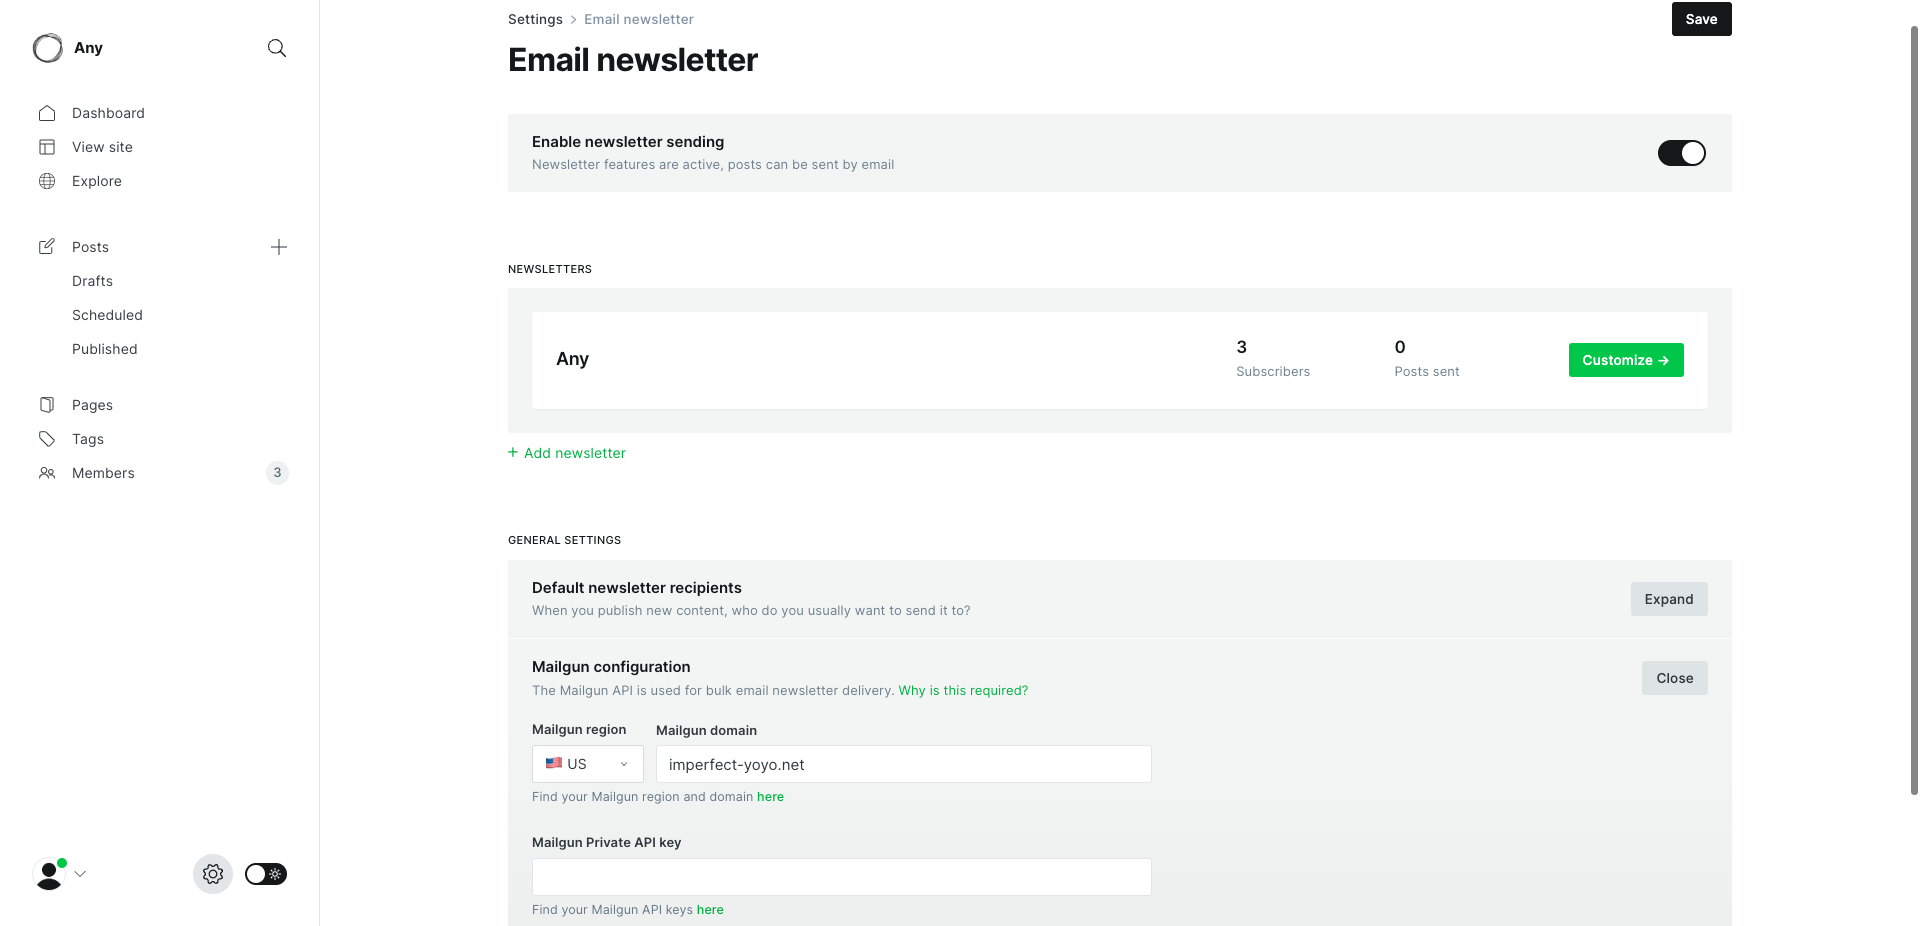 Any
Dashboard
View site
Explore
Posts
Drafts
Scheduled
Published
Pages
Tags
Members
3
Settings > Email newsletter
Save
Email newsletter
Enable newsletter sending
Newsletter features are active, posts can be sent by email
NEWSLETTERS
Any
3
Subscribers
0
Posts sent
Customize →
+ Add newsletter
GENERAL SETTINGS
Default newsletter recipients
When you publish new content, who do you usually want to send it to?
Expand
Mailgun configuration
The Mailgun API is used for bulk email newsletter delivery. Why is this required?
Close
Mailgun region
Mailgun domain
US
imperfect-yoyo.net
Find your Mailgun region and domain here
Mailgun Private API key
Find your Mailgun API keys here